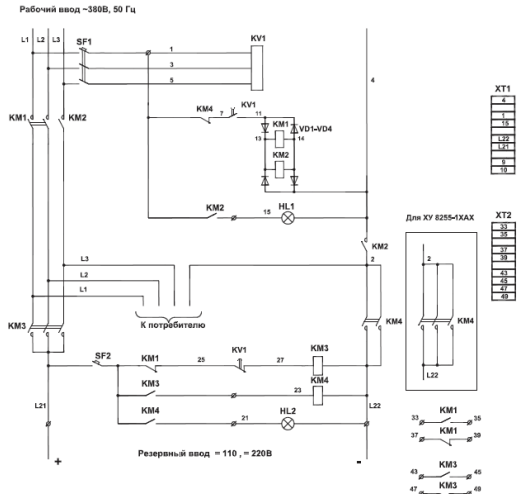 Рабочий ввод ~380В, 50 Гц
L1 L2 L3
SF1
1
KV1
3
5
4
KM1
KM2
KM4
7
KV1
11
KM1
VD1-VD4
13
14
KM2
KM2
15
HL1
KM2
L3
2
L2
L1
К потребителю
KM3
KM4
SF2
KM1
25
KV1
27
KM3
KM3
23
KM4
KM4
21
HL2
L21
L22
+
-
Резервный ввод = 110 , = 220В
XT1
4
1
15
L22
L21
9
10
Для ХУ 8255-1ХАХ
2
KM4
L22
XT2
33
35
37
39
43
45
47
49
33 KM1 35
37 KM1 39
43 KM3 45
47 KM3 49